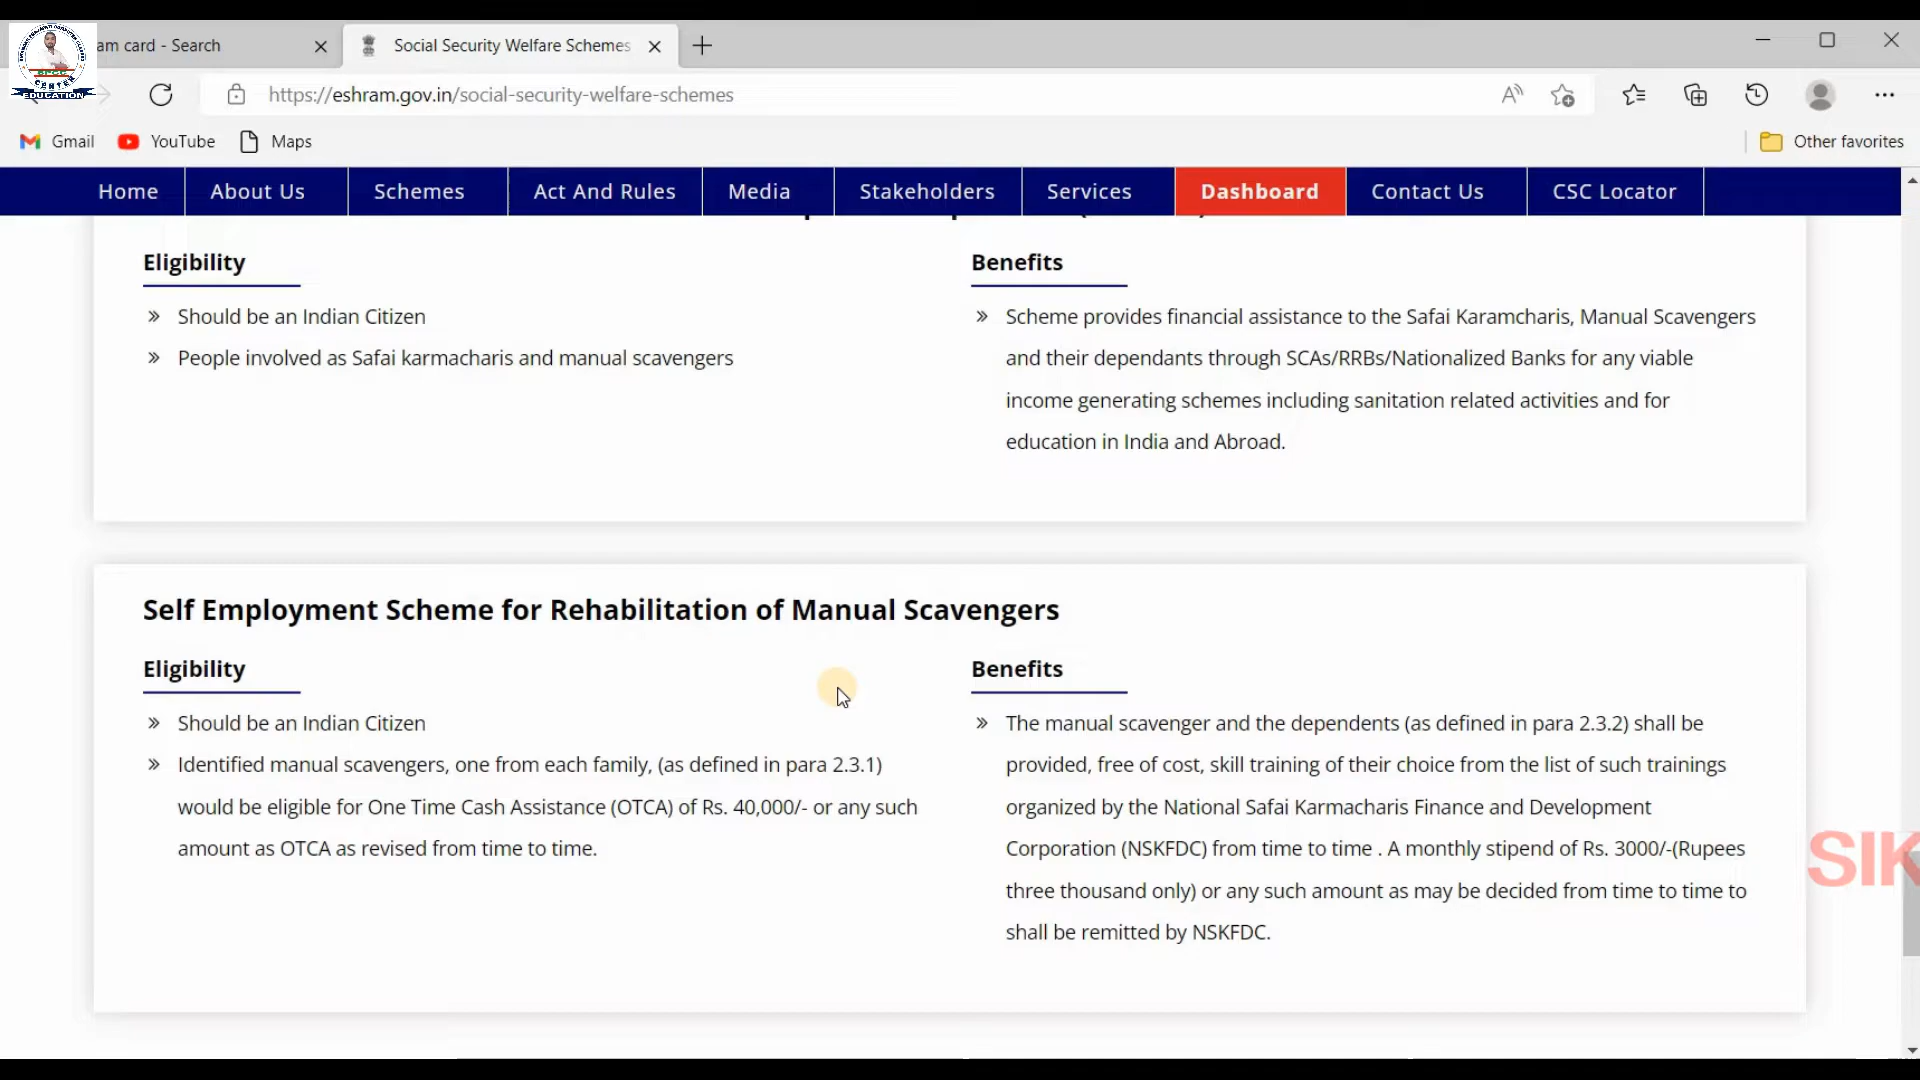 am card - Search
Social Security Welfare Schemes
CENTER
EDUCATION
https://eshram.gov.in/social-security-welfare-schemes
Gmail
YouTube
Maps
Other favorites
Home
About Us
Schemes
Act And Rules
Media
Stakeholders
Services
Dashboard
Contact Us
CSC Locator
Eligibility
Should be an Indian Citizen
People involved as Safai karmacharis and manual scavengers
Benefits
Scheme provides financial assistance to the Safai Karamcharis, Manual Scavengers
and their dependants through SCAs/RRBs/Nationalized Banks for any viable
income generating schemes including sanitation related activities and for
education in India and Abroad.
Self Employment Scheme for Rehabilitation of Manual Scavengers
Eligibility
Should be an Indian Citizen
Identified manual scavengers, one from each family, (as defined in para 2.3.1)
would be eligible for One Time Cash Assistance (OTCA) of Rs. 40,000/- or any such
amount as OTCA as revised from time to time.
Benefits
The manual scavenger and the dependents (as defined in para 2.3.2) shall be
provided, free of cost, skill training of their choice from the list of such trainings
organized by the National Safai Karmacharis Finance and Development
Corporation (NSKFDC) from time to time . A monthly stipend of Rs. 3000/-(Rupees
three thousand only) or any such amount as may be decided from time to time to
shall be remitted by NSKFDC.
SIK